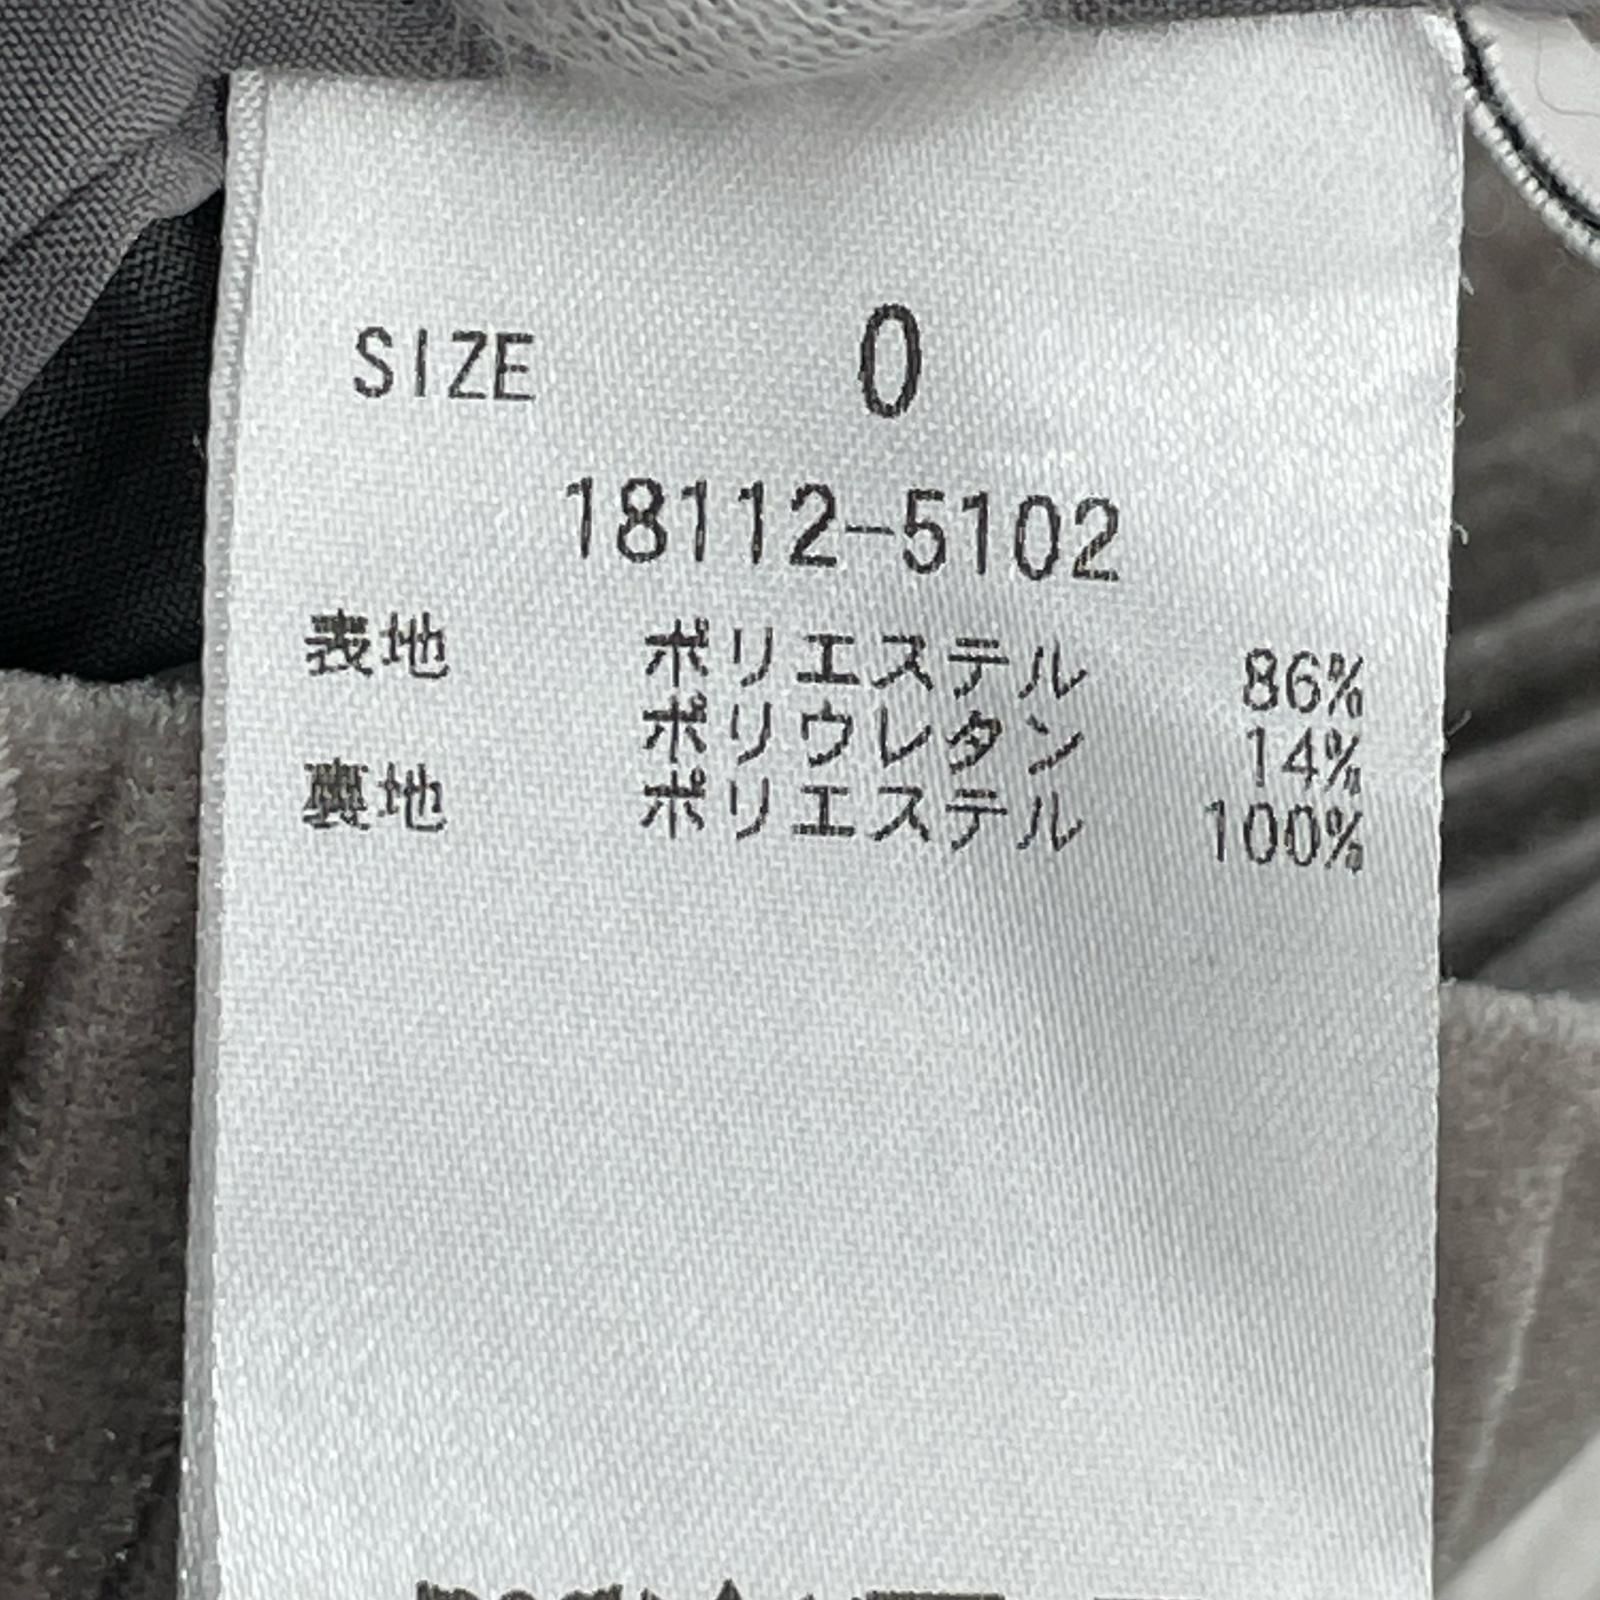 SIZE 0
18112-5102
表地 ポリエステル 86%
ポリウレタン 14%
裏地 ポリエステル 100%